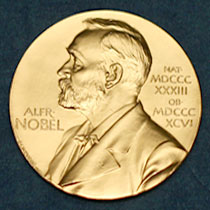 ALFR·
NOBEL
NAT·
MDCCC
XXXIII
OB·
MDCCC
XCVI